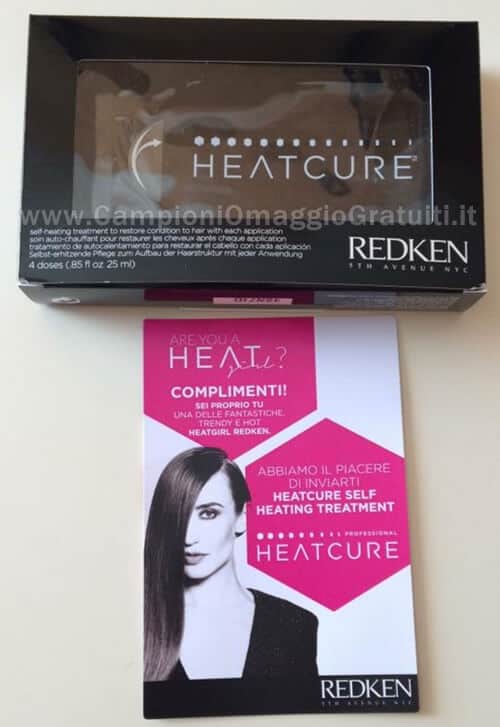 HEATCURE
www.CampioniOmaggioGratuiti.it
self-heating treatment to restore condition to hair with each application
soin auto-chauffant pour restaurer les cheveux après chaque application
tratamiento de autocalentamiento para restaurar el cabello con cada aplicación
Selbst-erhitzende Pflege zum Aufbau der Haarstruktur mit jeder Anwendung
4 doses (.85 fl oz 25 ml)
REDKEN
5TH AVENUE NYC
ARE YOU A
HEAT girl?
COMPLIMENTI!
SEI PROPRIO TU
UNA DELLE FANTASTICHE,
TRENDY E HOT
HEATGIRL REDKEN.
ABBIAMO IL PIACERE
DI INVIARTI
HEATCURE SELF
HEATING TREATMENT
PROFESSIONAL
HEATCURE
REDKEN
5TH AVENUE NYC